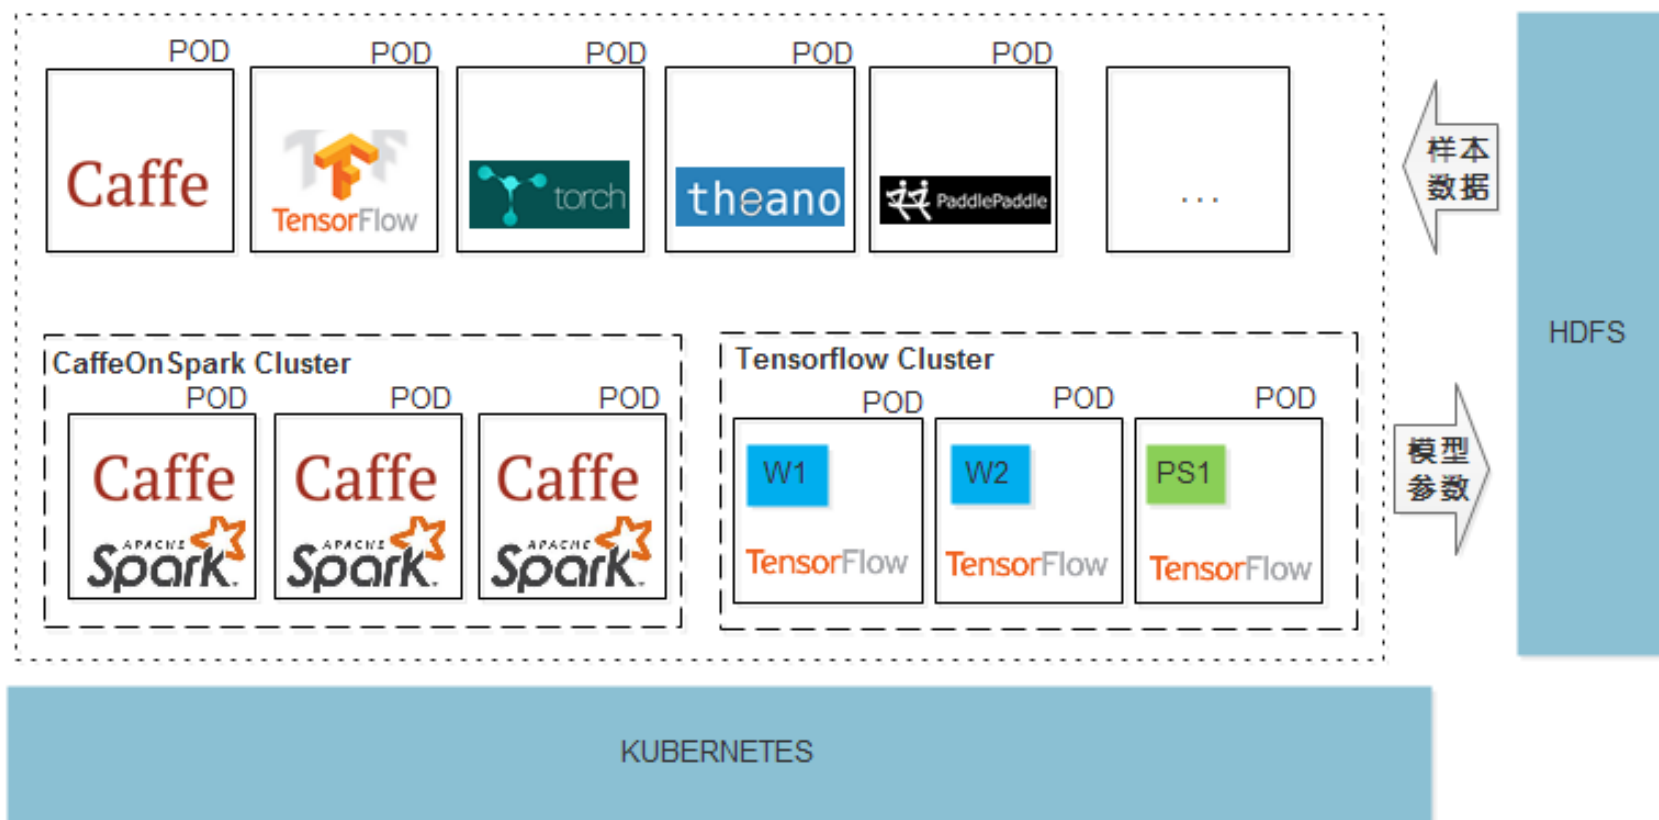 POD
POD
POD
POD
POD
Caffe
TensorFlow
torch
theano
PaddlePaddle
...
样本
数据
HDFS
CaffeOnSpark Cluster
POD
POD
POD
Caffe
APACHE
Spark
Caffe
APACHE
Spark
Caffe
APACHE
Spark
Tensorflow Cluster
POD
POD
POD
W1
W2
PS1
TensorFlow
TensorFlow
TensorFlow
模型
参数
KUBERNETES